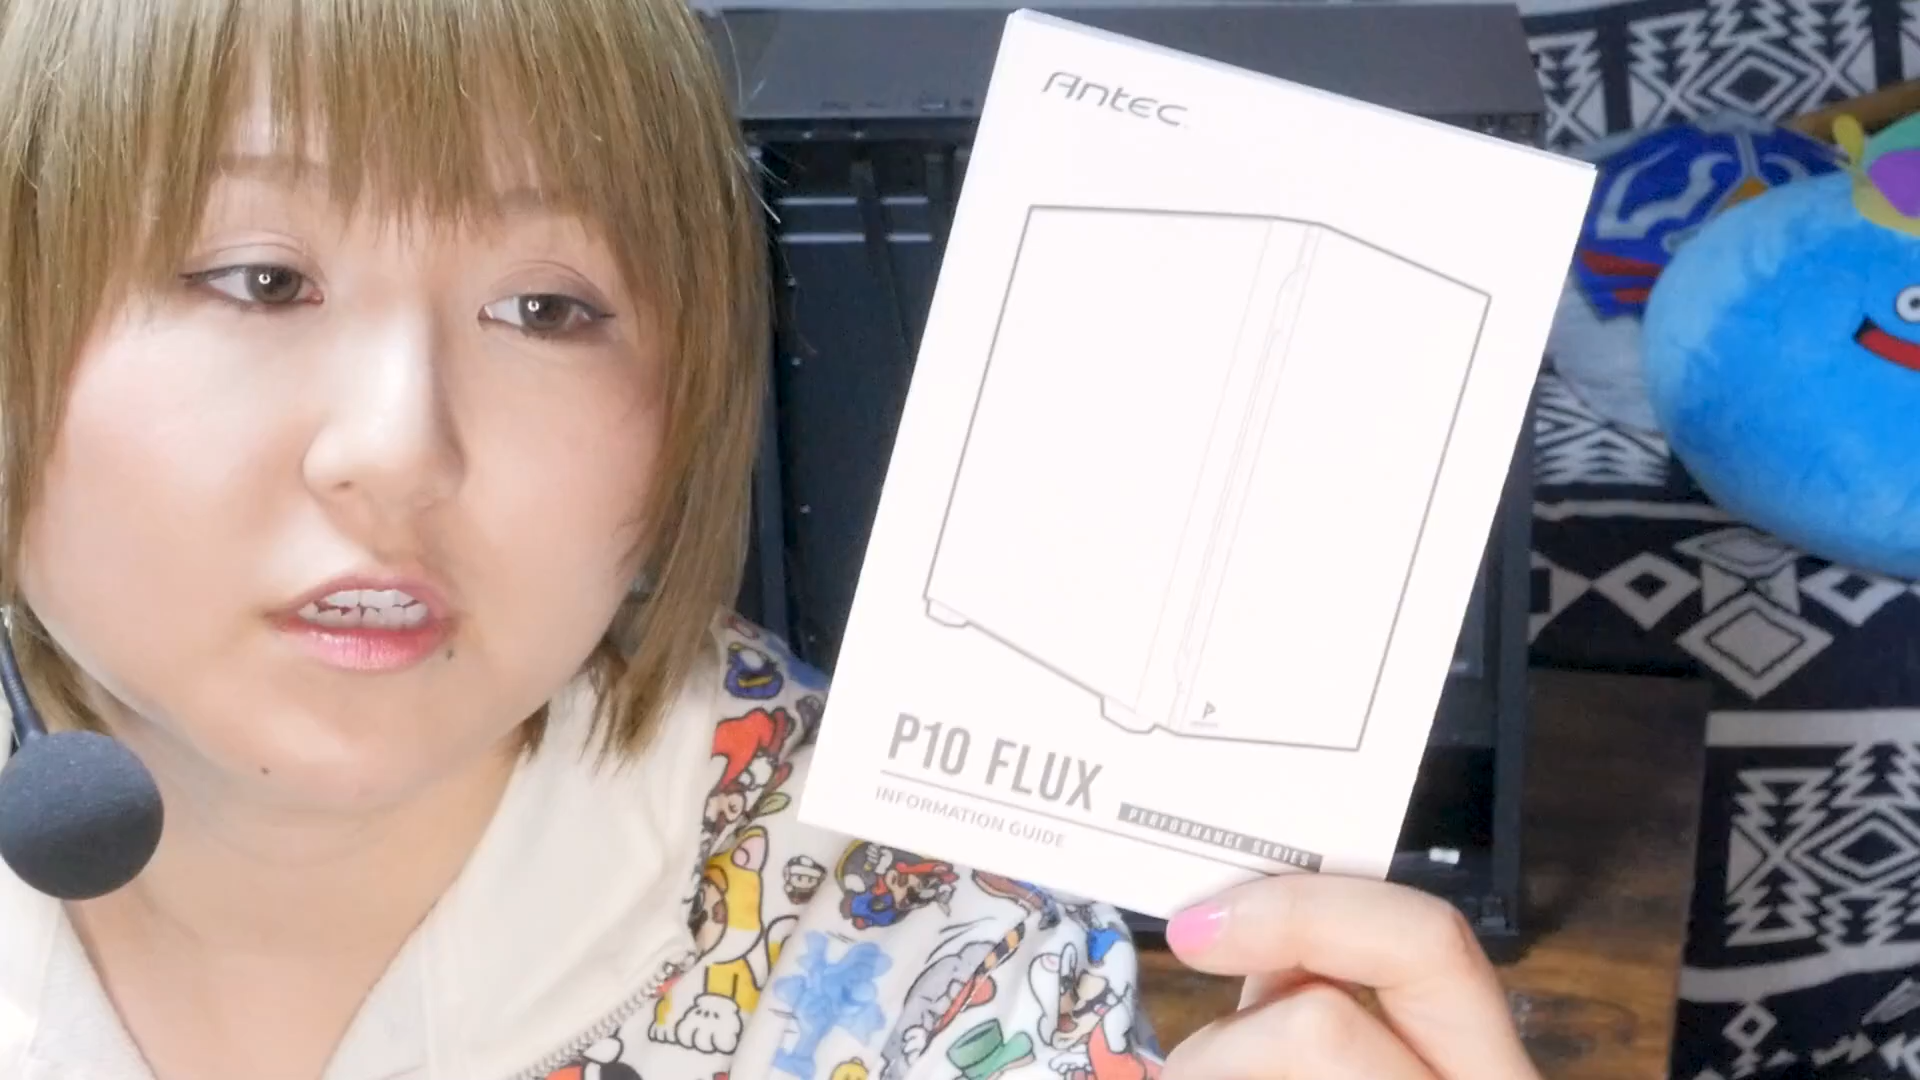 Antec
P
P10 FLUX
INFORMATION GUIDE
PERFORMANCE SERIES